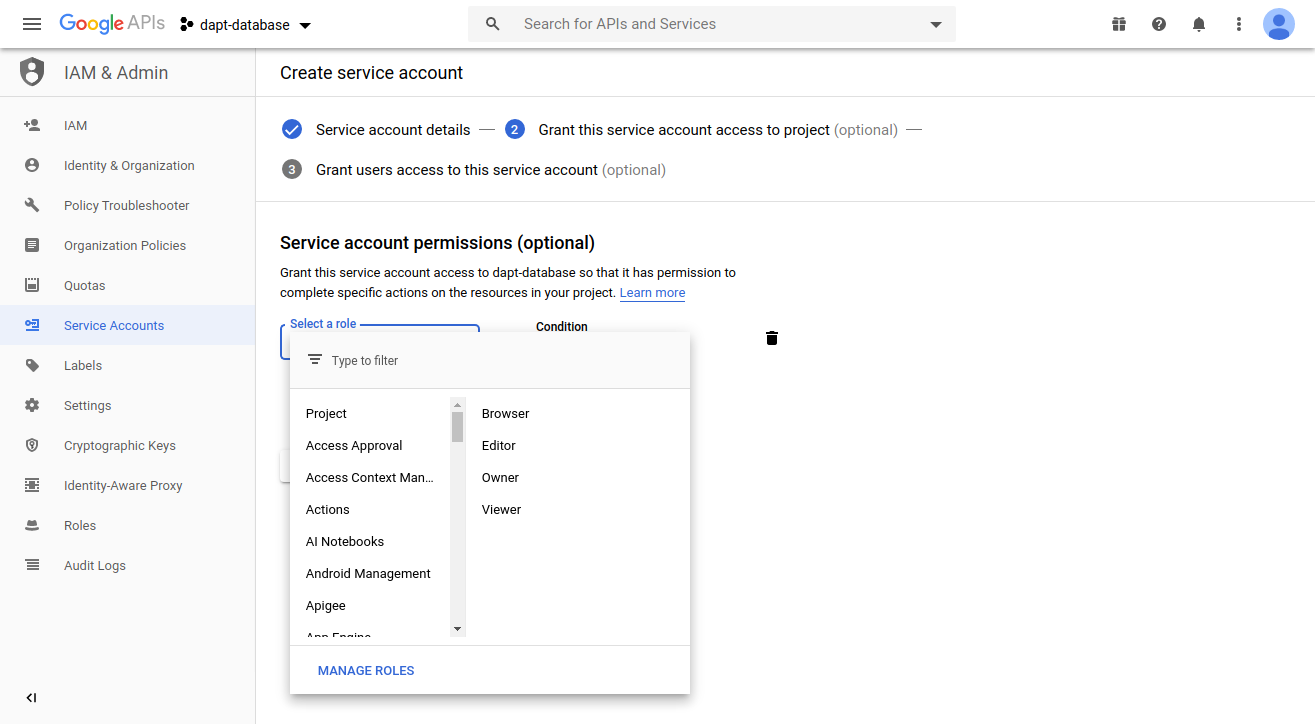 Google APIs
dapt-database
Search for APIs and Services
IAM & Admin
IAM
Identity & Organization
Policy Troubleshooter
Organization Policies
Quotas
Service Accounts
Labels
Settings
Cryptographic Keys
Identity-Aware Proxy
Roles
Audit Logs
Create service account
Service account details — 2 Grant this service account access to project (optional) —
3 Grant users access to this service account (optional)
Service account permissions (optional)
Grant this service account access to dapt-database so that it has permission to
complete specific actions on the resources in your project. Learn more
Select a role
Condition
Type to filter
Project
Access Approval
Access Context Man...
Actions
AI Notebooks
Android Management
Apigee
App Engine
Browser
Editor
Owner
Viewer
MANAGE ROLES